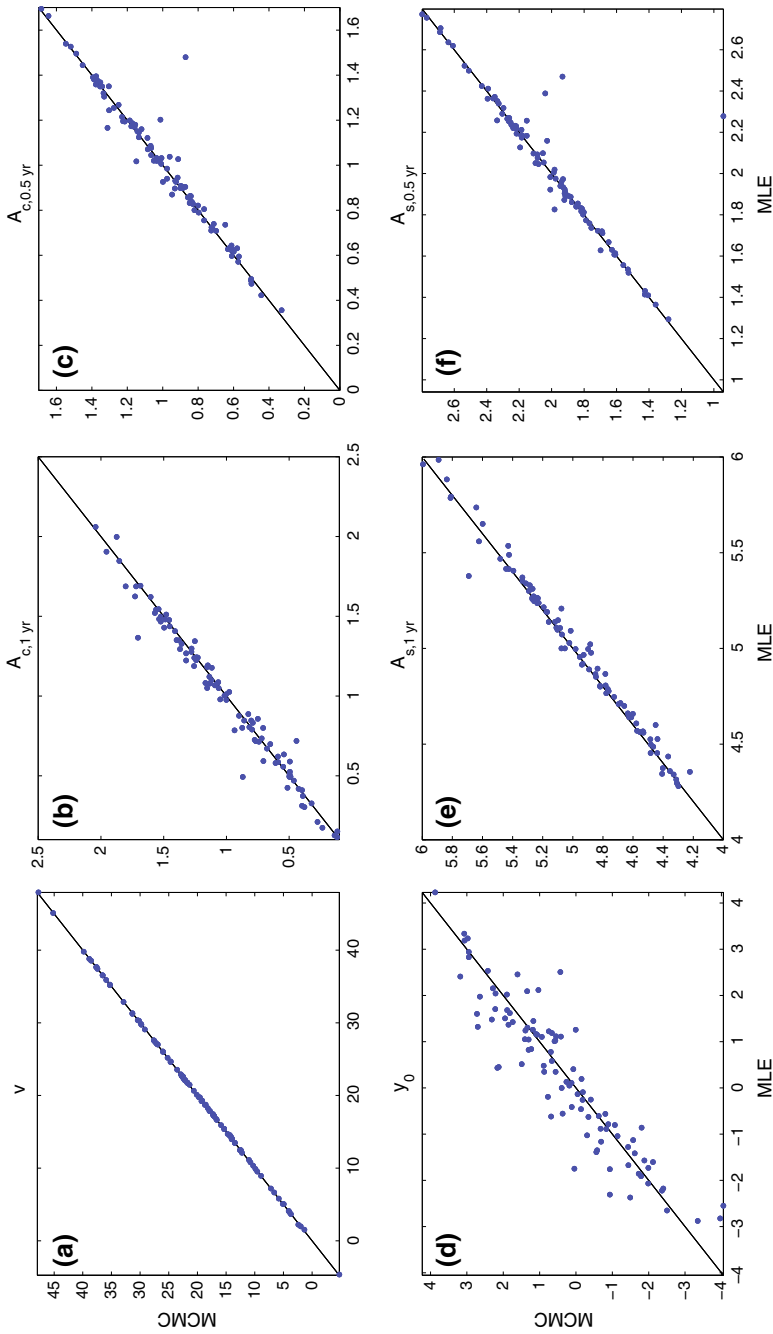 v
(a)
MCMC
45
40
35
30
25
20
15
10
5
0
0 10 20 30 40
A c,1 yr
(b)
2.5
2
1.5
1
0.5
0.5 1 1.5 2 2.5
A c,0.5 yr
(c)
1.6
1.4
1.2
1
0.8
0.6
0.4
0.2
0
0 0.2 0.4 0.6 0.8 1 1.2 1.4 1.6
y 0
(d)
MCMC
4
3
2
1
0
−1
−2
−3
−4
−4 −3 −2 −1 0 1 2 3 4
MLE
A s,1 yr
(e)
6
5.8
5.6
5.4
5.2
5
4.8
4.6
4.4
4.2
4
4 4.5 5 5.5 6
MLE
A s,0.5 yr
(f)
2.6
2.4
2.2
2
1.8
1.6
1.4
1.2
1
1 1.2 1.4 1.6 1.8 2 2.2 2.4 2.6
MLE